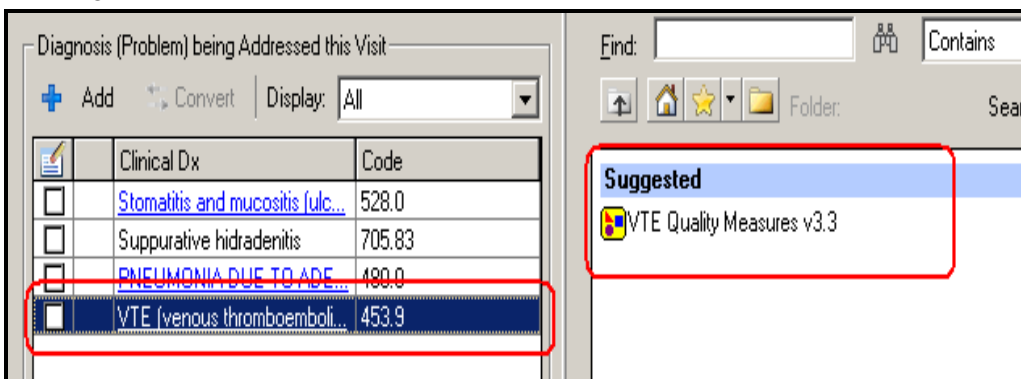 Diagnosis (Problem) being Addressed this Visit
Add Convert Display: All
Clinical Dx Code
Stomatitis and mucositis (ulc... 528.0
Suppurative hidradenitis 705.83
PNEUMONIA DUE TO ADE... 480.0
VTE (venous thromboemboli... 453.9
Find: Contains
Folder: Sear
Suggested
VTE Quality Measures v3.3